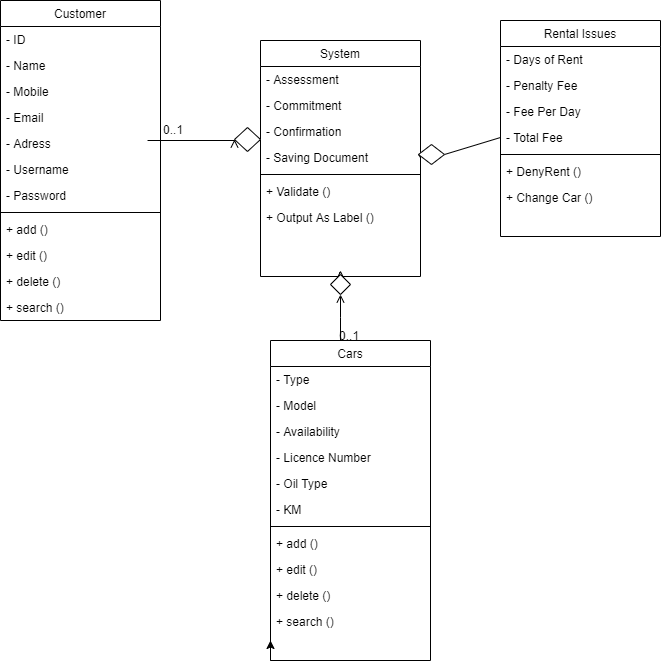 Customer
- ID
- Name
- Mobile
- Email
- Adress
- Username
- Password
+ add ()
+ edit ()
+ delete ()
+ search ()
0..1
System
- Assessment
- Commitment
- Confirmation
- Saving Document
+ Validate ()
+ Output As Label ()
Rental Issues
- Days of Rent
- Penalty Fee
- Fee Per Day
- Total Fee
+ DenyRent ()
+ Change Car ()
0..1
Cars
- Type
- Model
- Availability
- Licence Number
- Oil Type
- KM
+ add ()
+ edit ()
+ delete ()
+ search ()